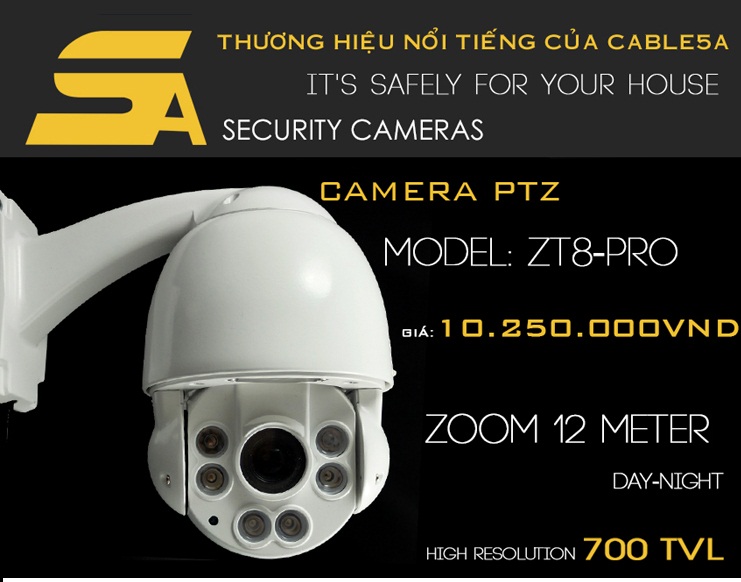 5A
THƯƠNG HIỆU NỔI TIẾNG CỦA CABLE5A
IT'S SAFELY FOR YOUR HOUSE
SECURITY CAMERAS
CAMERA PTZ
MODEL: ZT8-PRO
GIÁ: 10.250.000VND
ZOOM 12 METER
DAY-NIGHT
HIGH RESOLUTION 700 TVL